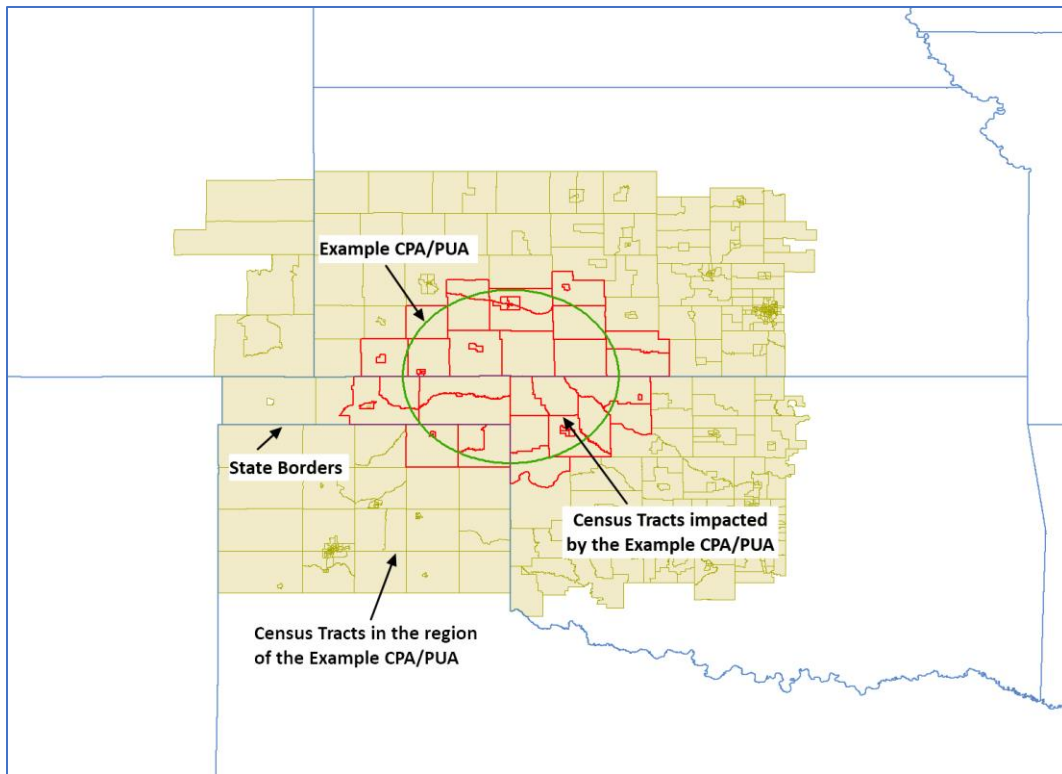 Example CPA/PUA
State Borders
Census Tracts impacted
by the Example CPA/PUA
Census Tracts in the region
of the Example CPA/PUA